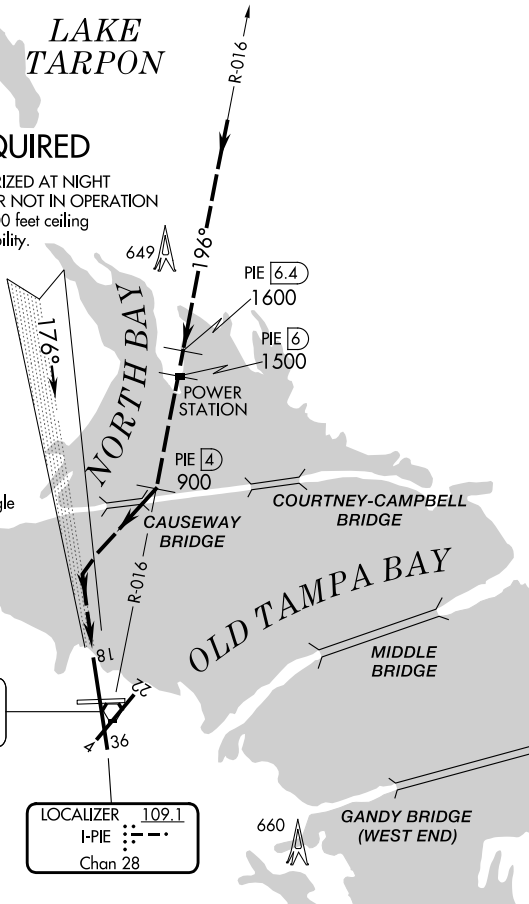 LAKE
TARPON
R-016
QUIRED
RIZED AT NIGHT
R NOT IN OPERATION
00 feet ceiling
bility.
649
196°
PIE 6.4
1600
176°
NORTH BAY
PIE 6
1500
POWER
STATION
PIE 4
900
gle
CAUSEWAY
BRIDGE
COURTNEY-CAMPBELL
BRIDGE
R-016
OLD TAMPA BAY
18
MIDDLE
BRIDGE
22
4
36
LOCALIZER 109.1
I-PIE
Chan 28
660
GANDY BRIDGE
(WEST END)